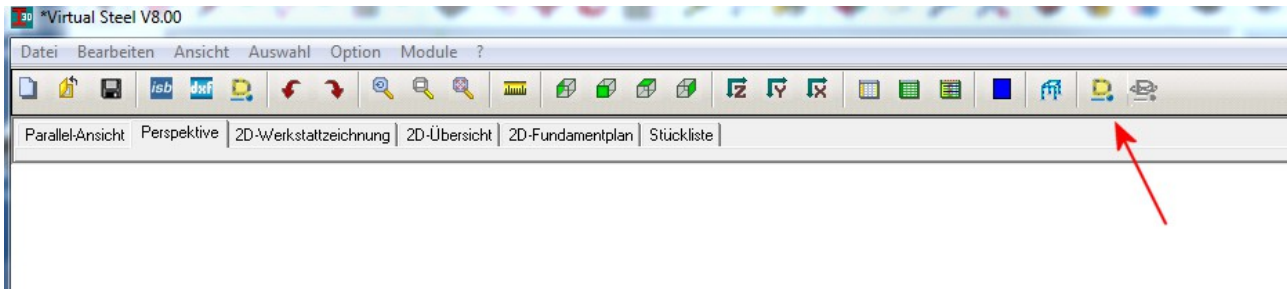 *Virtual Steel V8.00
Datei Bearbeiten Ansicht Auswahl Option Module ?
isb dxf Z Y X
Parallel-Ansicht Perspektive 2D-Werkstattzeichnung 2D-Übersicht 2D-Fundamentplan Stückliste